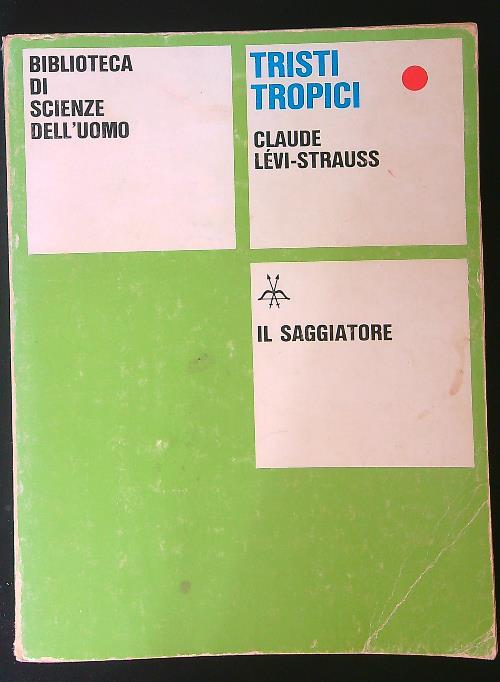 BIBLIOTECA
DI
SCIENZE
DELL'UOMO
TRISTI
TROPICI
CLAUDE
LÉVI-STRAUSS
IL SAGGIATORE